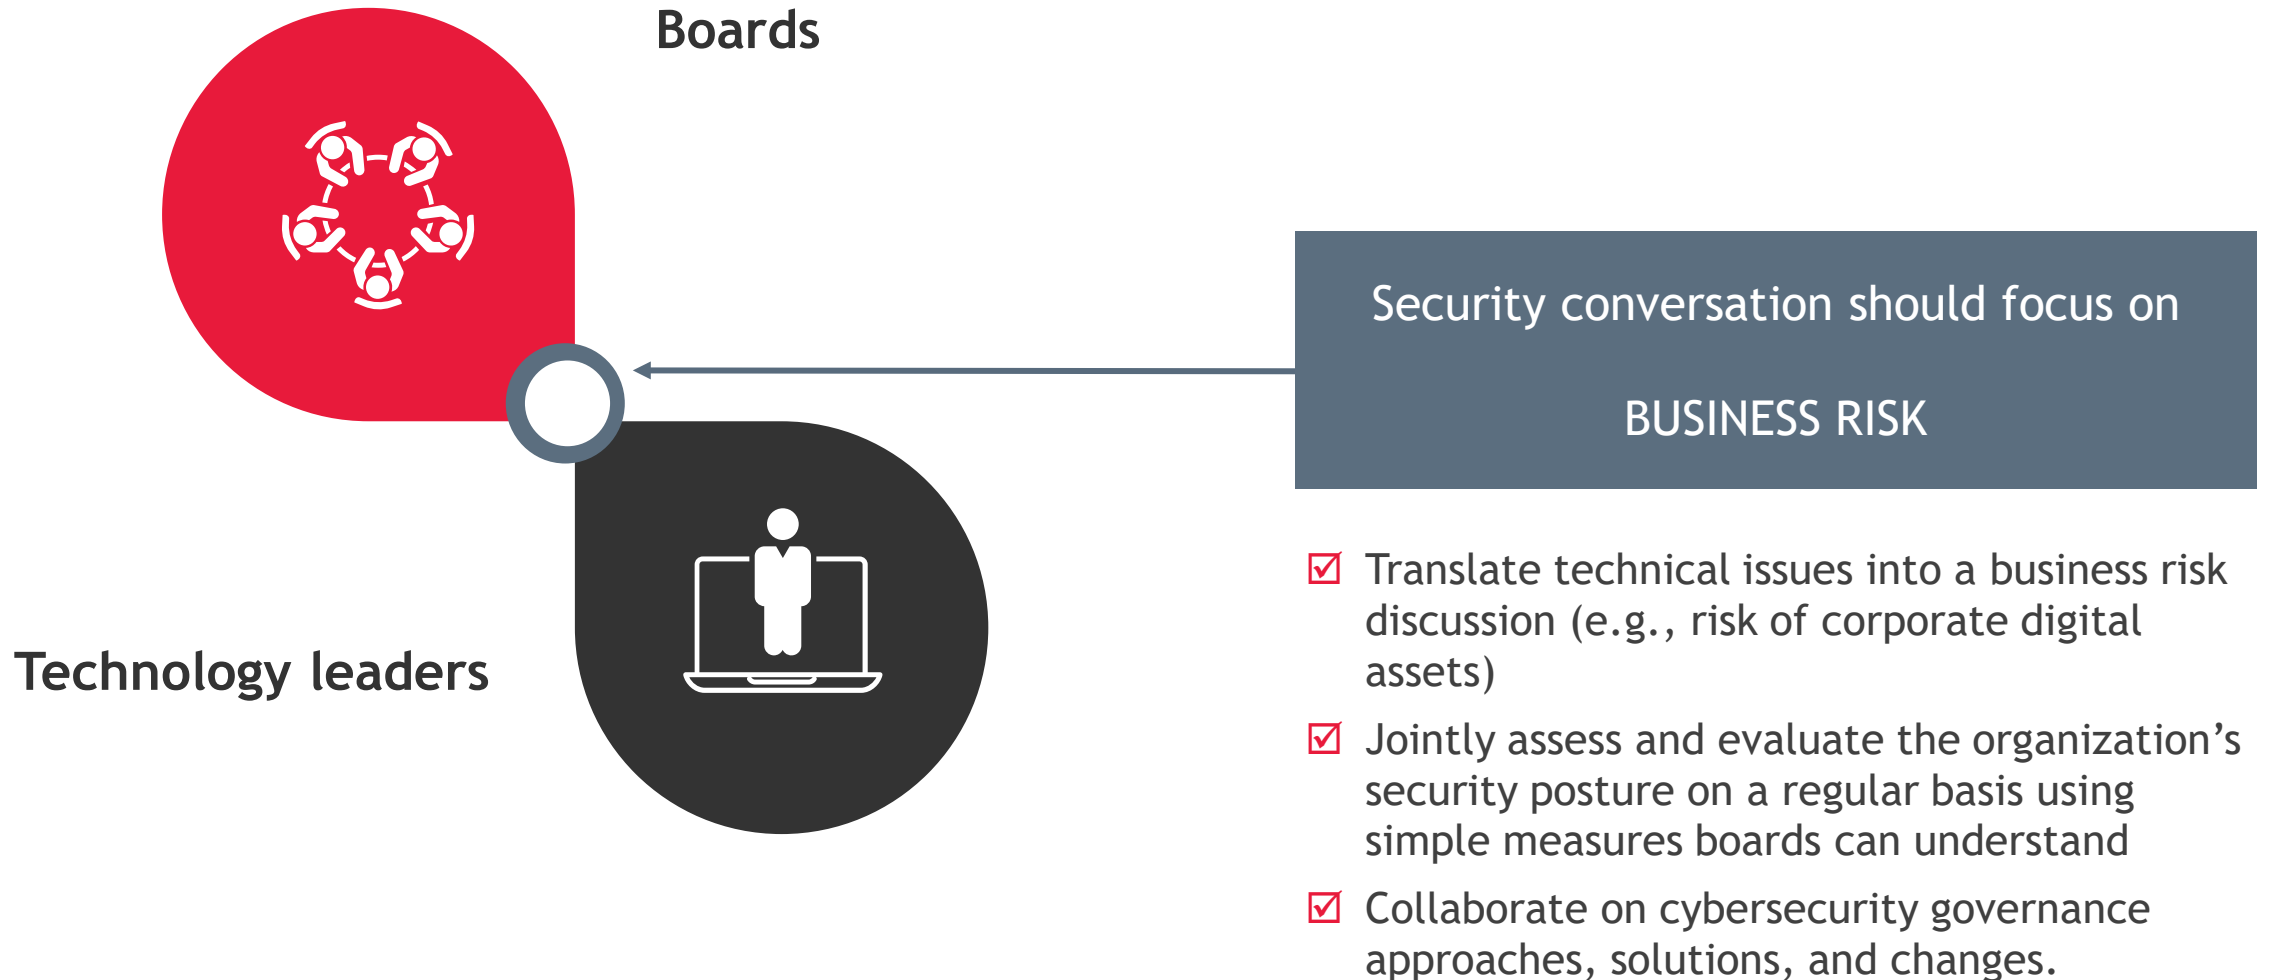 Boards
Technology leaders
Security conversation should focus on
BUSINESS RISK
Translate technical issues into a business risk
discussion (e.g., risk of corporate digital
assets)
Jointly assess and evaluate the organization’s
security posture on a regular basis using
simple measures boards can understand
Collaborate on cybersecurity governance
approaches, solutions, and changes.